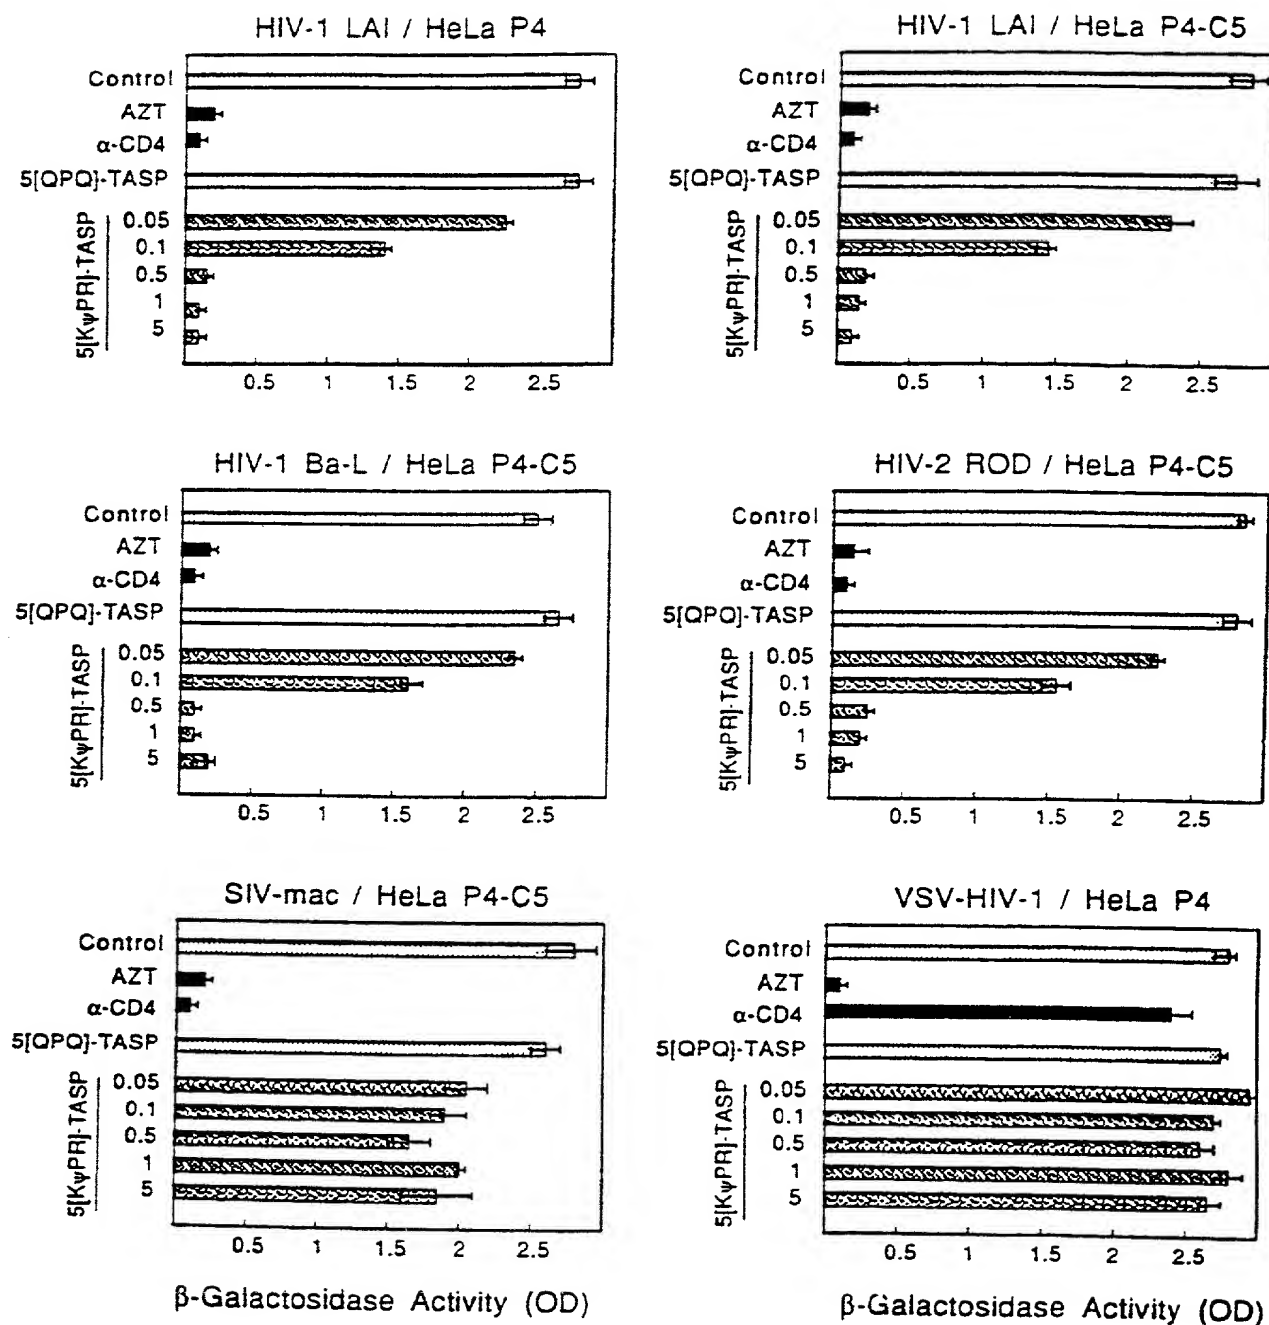 HIV-1 LAI / HeLa P4
Control
AZT
α-CD4
5[QPQ]-TASP
5[KψPR]-TASP
0.05
0.1
0.5
1
5
0.5 1 1.5 2 2.5
HIV-1 LAI / HeLa P4-C5
Control
AZT
α-CD4
5[QPQ]-TASP
5[KψPR]-TASP
0.05
0.1
0.5
1
5
0.5 1 1.5 2 2.5
HIV-1 Ba-L / HeLa P4-C5
Control
AZT
α-CD4
5[QPQ]-TASP
5[KψPR]-TASP
0.05
0.1
0.5
1
5
0.5 1 1.5 2 2.5
HIV-2 ROD / HeLa P4-C5
Control
AZT
α-CD4
5[QPQ]-TASP
5[KψPR]-TASP
0.05
0.1
0.5
1
5
0.5 1 1.5 2 2.5
SIV-mac / HeLa P4-C5
Control
AZT
α-CD4
5[QPQ]-TASP
5[KψPR]-TASP
0.05
0.1
0.5
1
5
0.5 1 1.5 2 2.5
β-Galactosidase Activity (OD)
VSV-HIV-1 / HeLa P4
Control
AZT
α-CD4
5[QPQ]-TASP
5[KψPR]-TASP
0.05
0.1
0.5
1
5
0.5 1 1.5 2 2.5
β-Galactosidase Activity (OD)